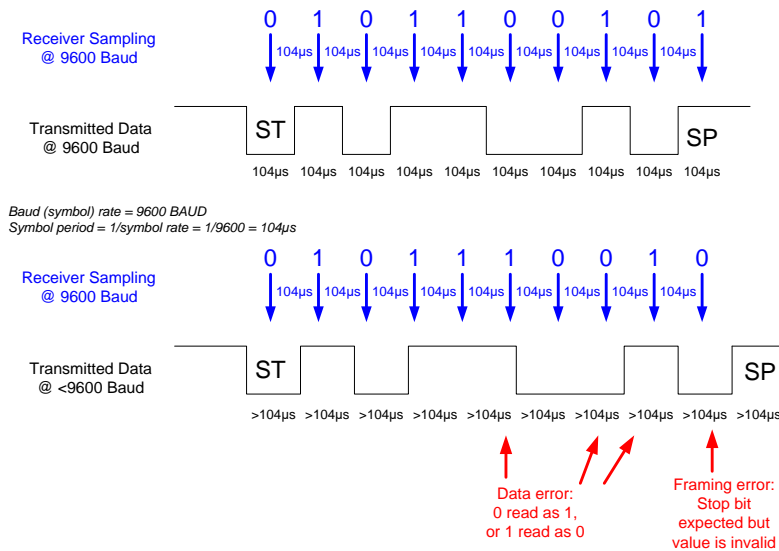 0 1 0 1 1 0 0 1 0 1
Receiver Sampling
@ 9600 Baud
104µs 104µs 104µs 104µs 104µs 104µs 104µs 104µs 104µs
Transmitted Data
@ 9600 Baud
ST SP
104µs 104µs 104µs 104µs 104µs 104µs 104µs 104µs 104µs 104µs
Baud (symbol) rate = 9600 BAUD
Symbol period = 1/symbol rate = 1/9600 = 104µs
0 1 0 1 1 1 0 0 1 0
Receiver Sampling
@ 9600 Baud
104µs 104µs 104µs 104µs 104µs 104µs 104µs 104µs 104µs
Transmitted Data
@ <9600 Baud
ST SP
>104µs >104µs >104µs >104µs >104µs >104µs >104µs >104µs >104µs >104µs
Data error:
0 read as 1,
or 1 read as 0
Framing error:
Stop bit
expected but
value is invalid